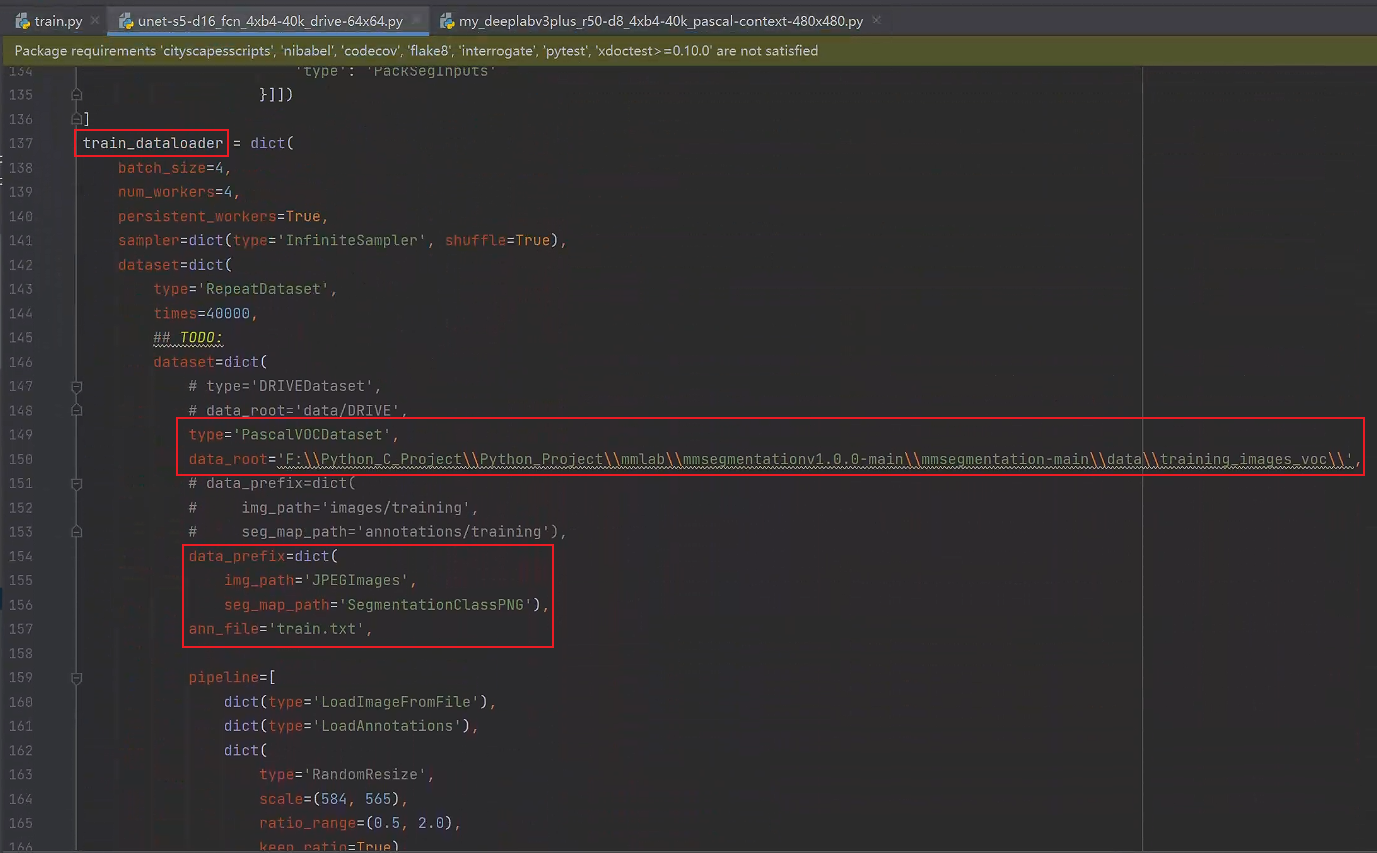 train.py
unet-s5-d16_fcn_4xb4-40k_drive-64x64.py
my_deeplabv3plus_r50-d8_4xb4-40k_pascal-context-480x480.py
Package requirements 'cityscapesscripts', 'nibabel', 'codecov', 'flake8', 'interrogate', 'pytest', 'xdoctest>=0.10.0' are not satisfied
134 'type': 'PackSegInputs'
135 }]])
136 ]
137 train_dataloader = dict(
138 batch_size=4,
139 num_workers=4,
140 persistent_workers=True,
141 sampler=dict(type='InfiniteSampler', shuffle=True),
142 dataset=dict(
143 type='RepeatDataset',
144 times=40000,
145 ## TODO:
146 dataset=dict(
147 # type='DRIVEDataset',
148 # data_root='data/DRIVE',
149 type='PascalVOCDataset',
150 data_root='F:\\Python_C_Project\\Python_Project\\mmlab\\mmsegmentationv1.0.0-main\\mmsegmentation-main\\data\\training_images_voc\\',
151 # data_prefix=dict(
152 # img_path='images/training',
153 # seg_map_path='annotations/training'),
154 data_prefix=dict(
155 img_path='JPEGImages',
156 seg_map_path='SegmentationClassPNG'),
157 ann_file='train.txt',
158
159 pipeline=[
160 dict(type='LoadImageFromFile'),
161 dict(type='LoadAnnotations'),
162 dict(
163 type='RandomResize',
164 scale=(584, 565),
165 ratio_range=(0.5, 2.0),
166 keep_ratio=True)